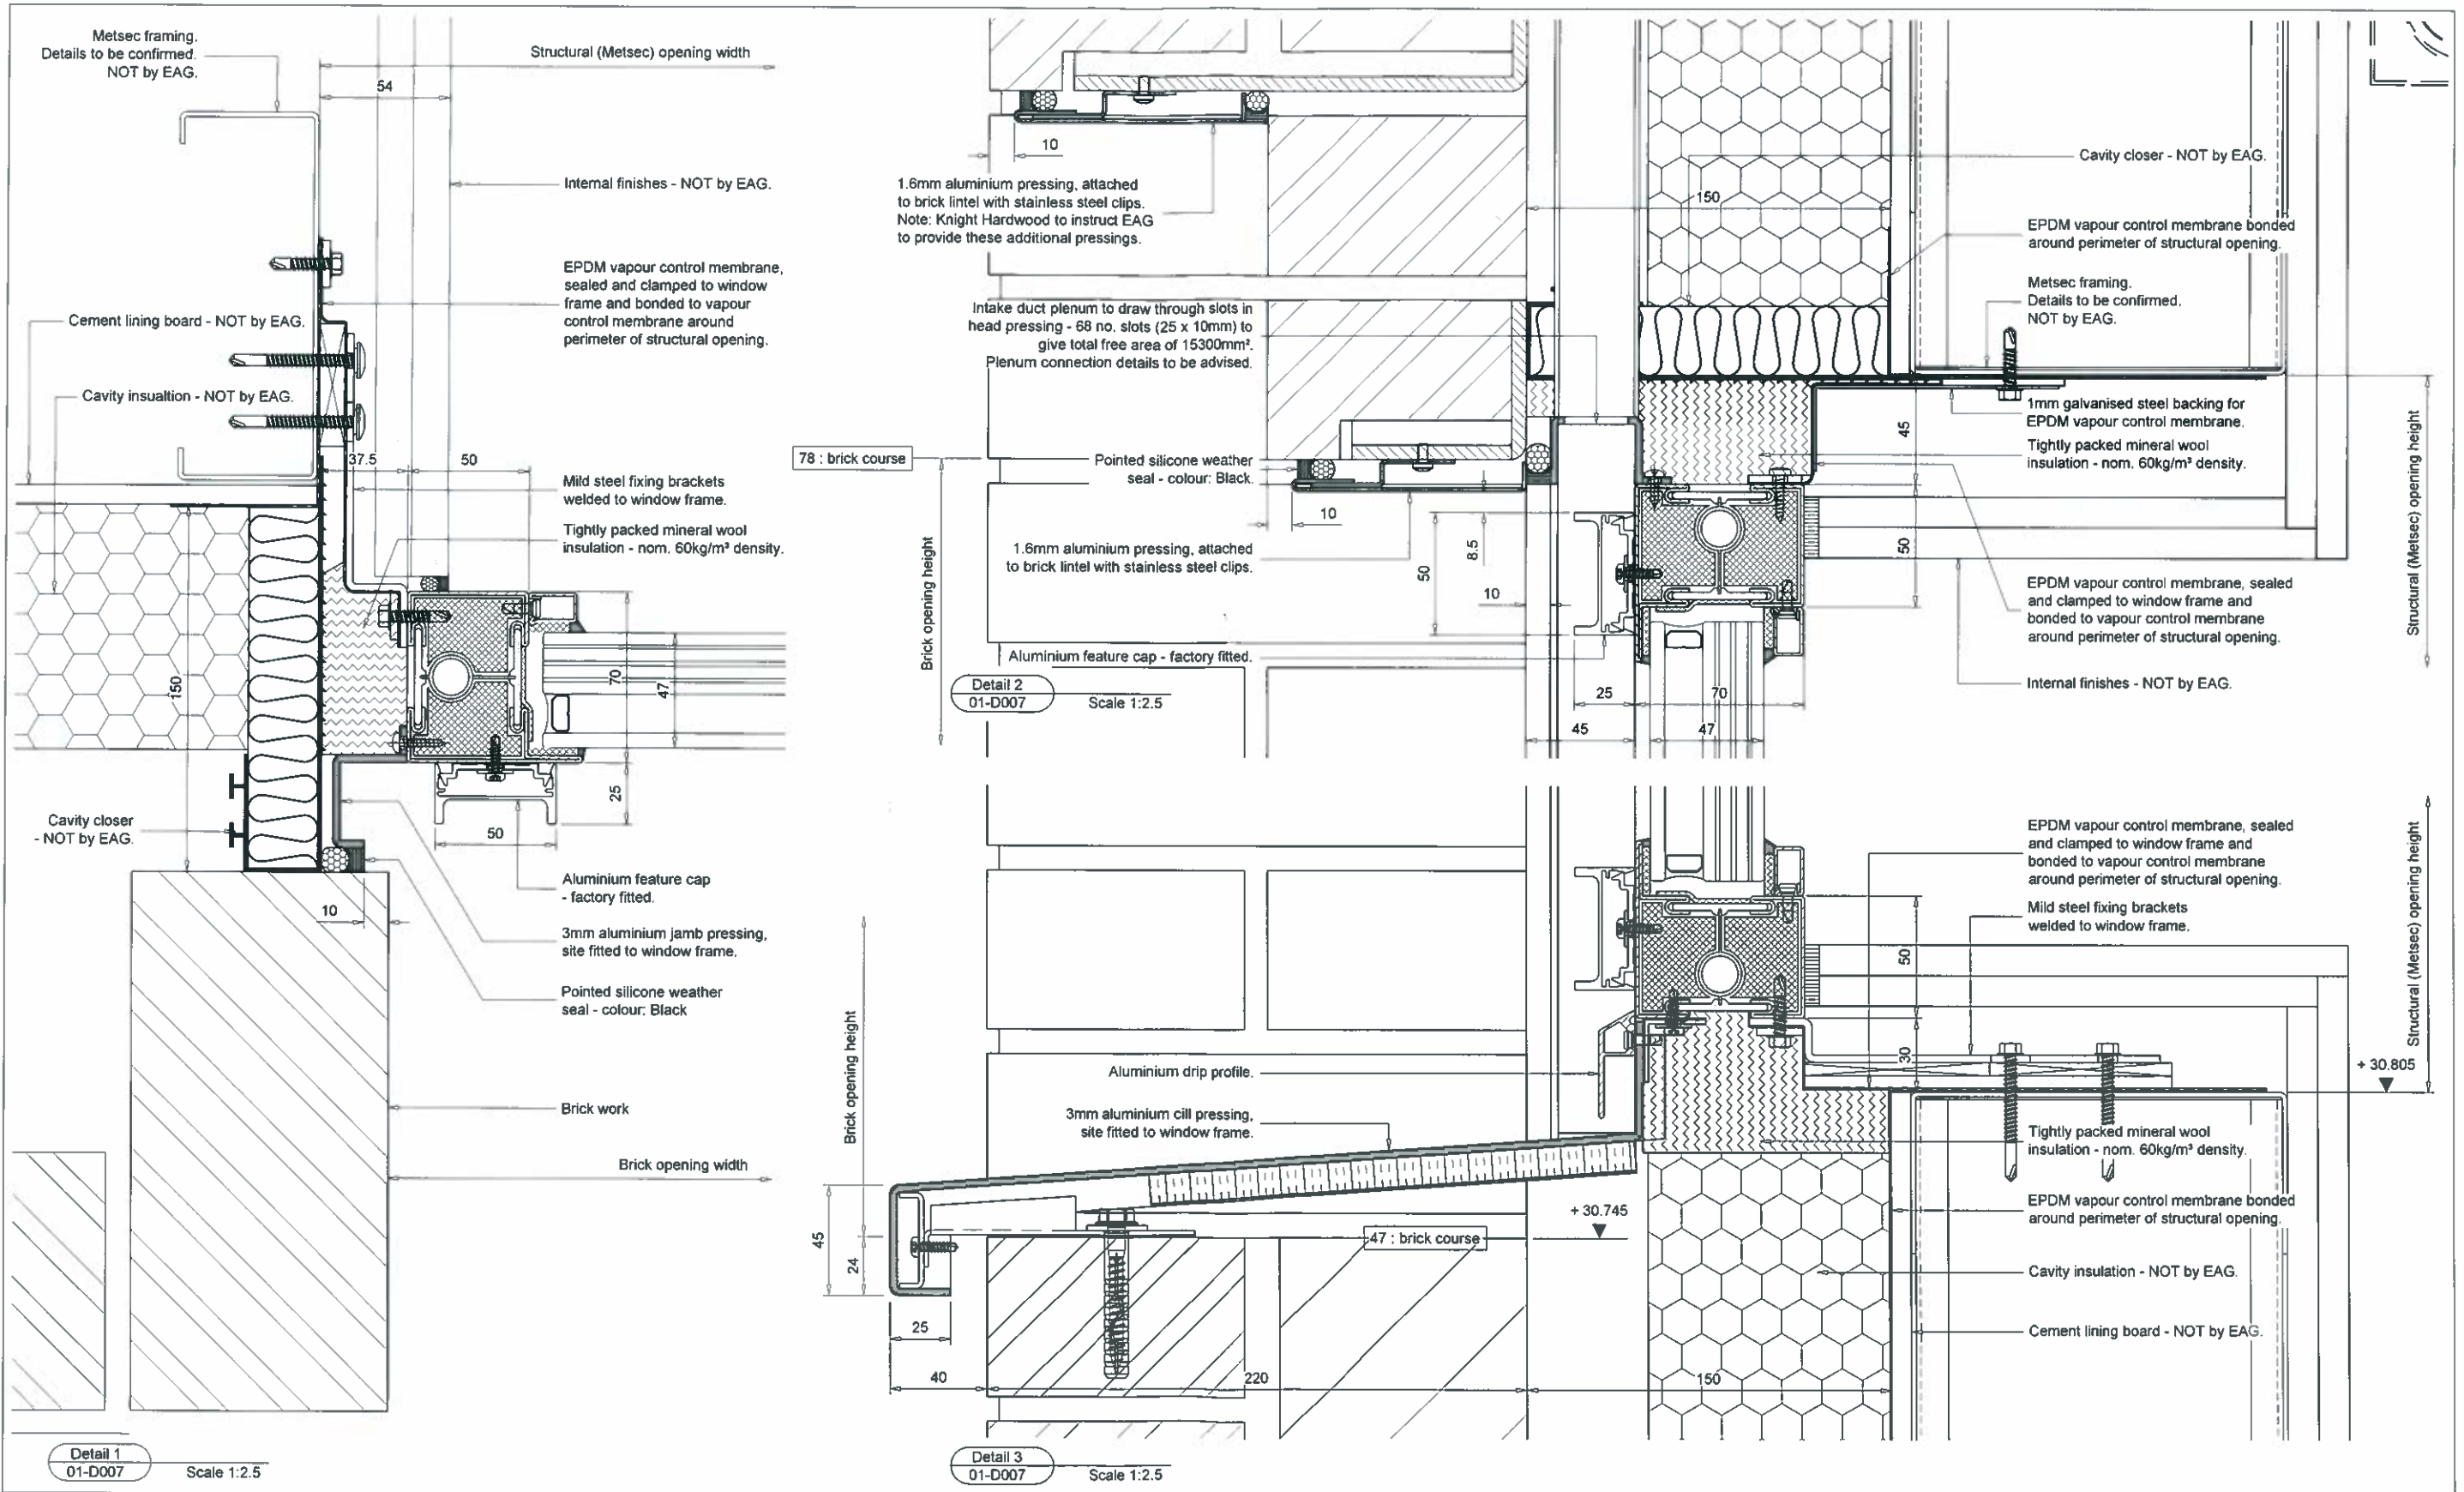 Metsec framing.
Details to be confirmed.
NOT by EAG.
Structural (Metsec) opening width
54
Internal finishes - NOT by EAG.
EPDM vapour control membrane,
sealed and clamped to window
frame and bonded to vapour
control membrane around
perimeter of structural opening.
Cement lining board - NOT by EAG.
Cavity insualtion - NOT by EAG.
37.5
50
Mild steel fixing brackets
welded to window frame.
Tightly packed mineral wool
insulation - nom. 60kg/m³ density.
150
70
47
25
50
Cavity closer
- NOT by EAG.
10
Aluminium feature cap
- factory fitted.
3mm aluminium jamb pressing,
site fitted to window frame.
Pointed silicone weather
seal - colour: Black
Brick work
Brick opening width
Detail 1
01-D007
Scale 1:2.5
10
1.6mm aluminium pressing, attached
to brick lintel with stainless steel clips.
Note: Knight Hardwood to instruct EAG
to provide these additional pressings.
Intake duct plenum to draw through slots in
head pressing - 68 no. slots (25 x 10mm) to
give total free area of 15300mm².
Plenum connection details to be advised.
78 : brick course
Pointed silicone weather
seal - colour: Black.
10
1.6mm aluminium pressing, attached
to brick lintel with stainless steel clips.
Brick opening height
50
8.5
10
Aluminium feature cap - factory fitted.
Detail 2
01-D007
Scale 1:2.5
25
70
45
47
150
Cavity closer - NOT by EAG.
EPDM vapour control membrane bonded
around perimeter of structural opening.
Metsec framing.
Details to be confirmed.
NOT by EAG.
1mm galvanised steel backing for
EPDM vapour control membrane.
45
Tightly packed mineral wool
insulation - nom. 60kg/m³ density.
50
Structural (Metsec) opening height
EPDM vapour control membrane, sealed
and clamped to window frame and
bonded to vapour control membrane
around perimeter of structural opening.
Internal finishes - NOT by EAG.
EPDM vapour control membrane, sealed
and clamped to window frame and
bonded to vapour control membrane
around perimeter of structural opening.
Mild steel fixing brackets
welded to window frame.
50
30
Structural (Metsec) opening height
+ 30.805
Brick opening height
Aluminium drip profile.
3mm aluminium cill pressing,
site fitted to window frame.
Tightly packed mineral wool
insulation - nom. 60kg/m³ density.
EPDM vapour control membrane bonded
around perimeter of structural opening.
+ 30.745
47 : brick course
45
24
Cavity insulation - NOT by EAG.
25
Cement lining board - NOT by EAG.
40
220
150
Detail 3
01-D007
Scale 1:2.5